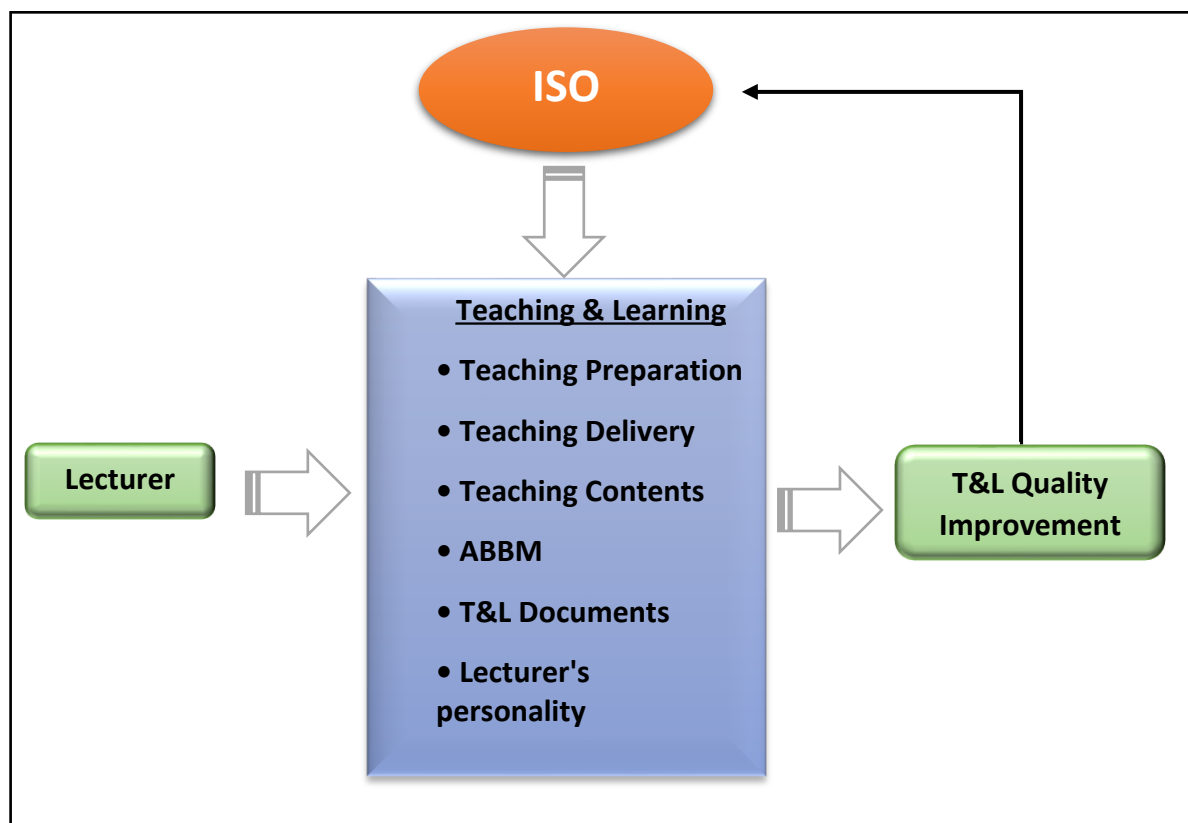 ISO
Teaching & Learning
• Teaching Preparation
• Teaching Delivery
• Teaching Contents
• ABBM
• T&L Documents
• Lecturer's
personality
Lecturer
T&L Quality
Improvement